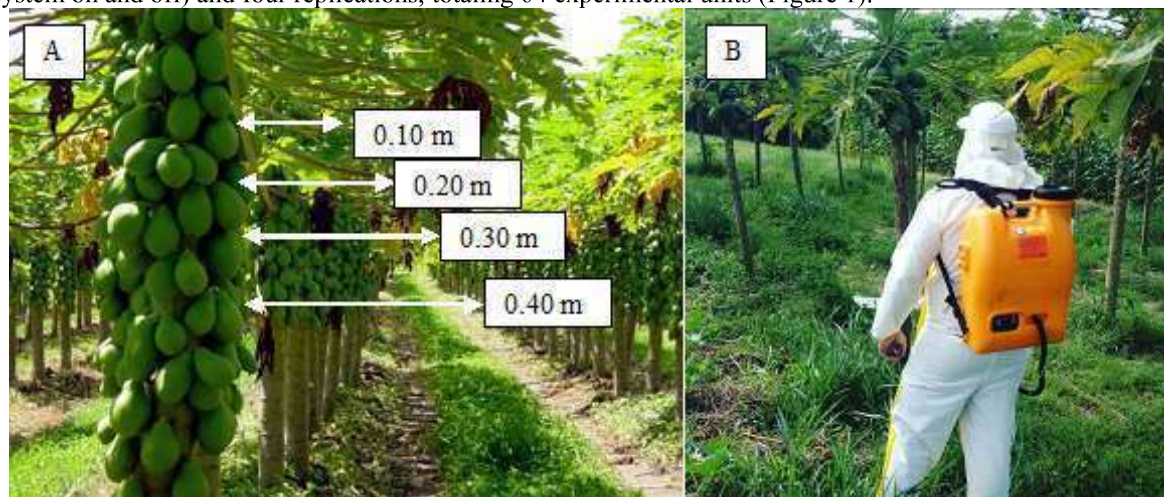 ystem on and off) and four replications, totaling 64 experimental units (Figure 1).
A
B
0.10 m
0.20 m
0.30 m
0.40 m